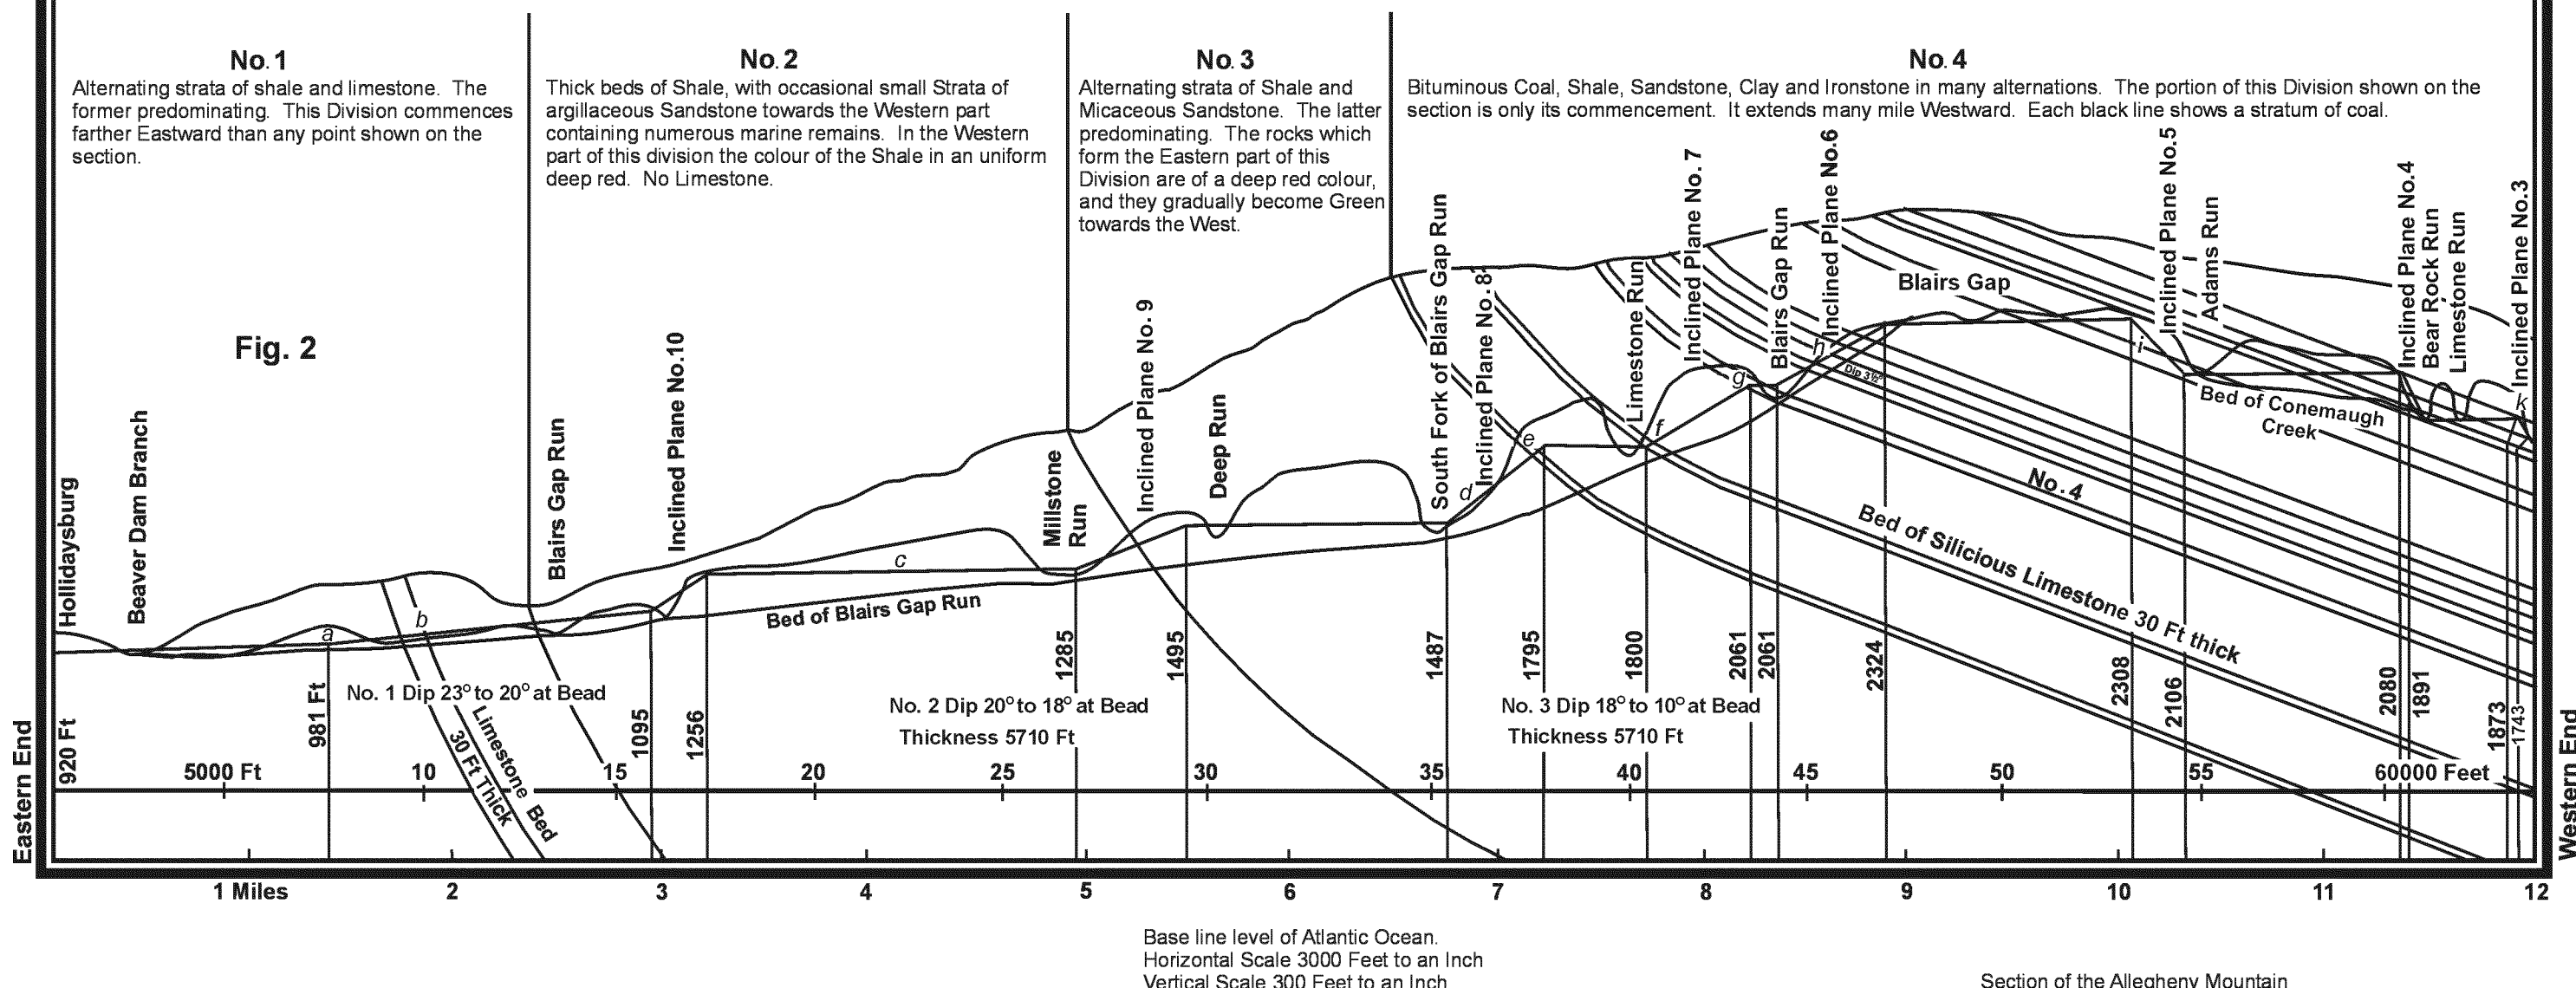 No. 1
Alternating strata of shale and limestone. The
former predominating. This Division commences
farther Eastward than any point shown on the
section.
No. 2
Thick beds of Shale, with occasional small Strata of
argillaceous Sandstone towards the Western part
containing numerous marine remains. In the Western
part of this division the colour of the Shale in an uniform
deep red. No Limestone.
No. 3
Alternating strata of Shale and
Micaceous Sandstone. The latter
predominating. The rocks which
form the Eastern part of this
Division are of a deep red colour,
and they gradually become Green
towards the West.
No. 4
Bituminous Coal, Shale, Sandstone, Clay and Ironstone in many alternations. The portion of this Division shown on the
section is only its commencement. It extends many mile Westward. Each black line shows a stratum of coal.
Fig. 2
Hollidaysburg
Beaver Dam Branch
Blairs Gap Run
Inclined Plane No.10
Millstone
Run
Inclined Plane No. 9
Deep Run
South Fork of Blairs Gap Run
Inclined Plane No.8
Limestone Run
Inclined Plane No. 7
Blairs Gap Run
Inclined Plane No.6
Blairs Gap
Inclined Plane No.5
Adams Run
Inclined Plane No.4
Bear Rock Run
Limestone Run
Inclined Plane No.3
a
b
c
d
e
f
g
h
i
k
Dip 3½°
Bed of Conemaugh
Creek
No. 4
Bed of Silicious Limestone 30 Ft thick
Bed of Blairs Gap Run
No. 1 Dip 23° to 20° at Bead
Limestone Bed
30 Ft Thick
No. 2 Dip 20° to 18° at Bead
Thickness 5710 Ft
No. 3 Dip 18° to 10° at Bead
Thickness 5710 Ft
920 Ft
981 Ft
1095
1256
1285
1495
1487
1795
1800
2061
2061
2324
2308
2106
2080
1891
1873
1743
5000 Ft 10 15 20 25 30 35 40 45 50 55 60000 Feet
Eastern End
Western End
1 Miles 2 3 4 5 6 7 8 9 10 11 12
Base line level of Atlantic Ocean.
Horizontal Scale 3000 Feet to an Inch
Vertical Scale 300 Feet to an Inch
Section of the Allegheny Mountain